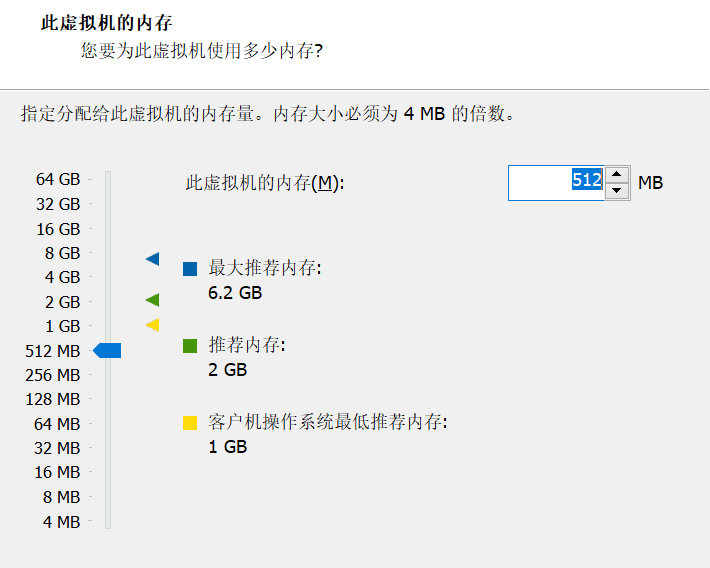 此虚拟机的内存
您要为此虚拟机使用多少内存?
指定分配给此虚拟机的内存量。内存大小必须为 4 MB 的倍数。
64 GB
32 GB
16 GB
8 GB
4 GB
2 GB
1 GB
512 MB
256 MB
128 MB
64 MB
32 MB
16 MB
8 MB
4 MB
此虚拟机的内存(M):
512
MB
最大推荐内存:
6.2 GB
推荐内存:
2 GB
客户机操作系统最低推荐内存:
1 GB